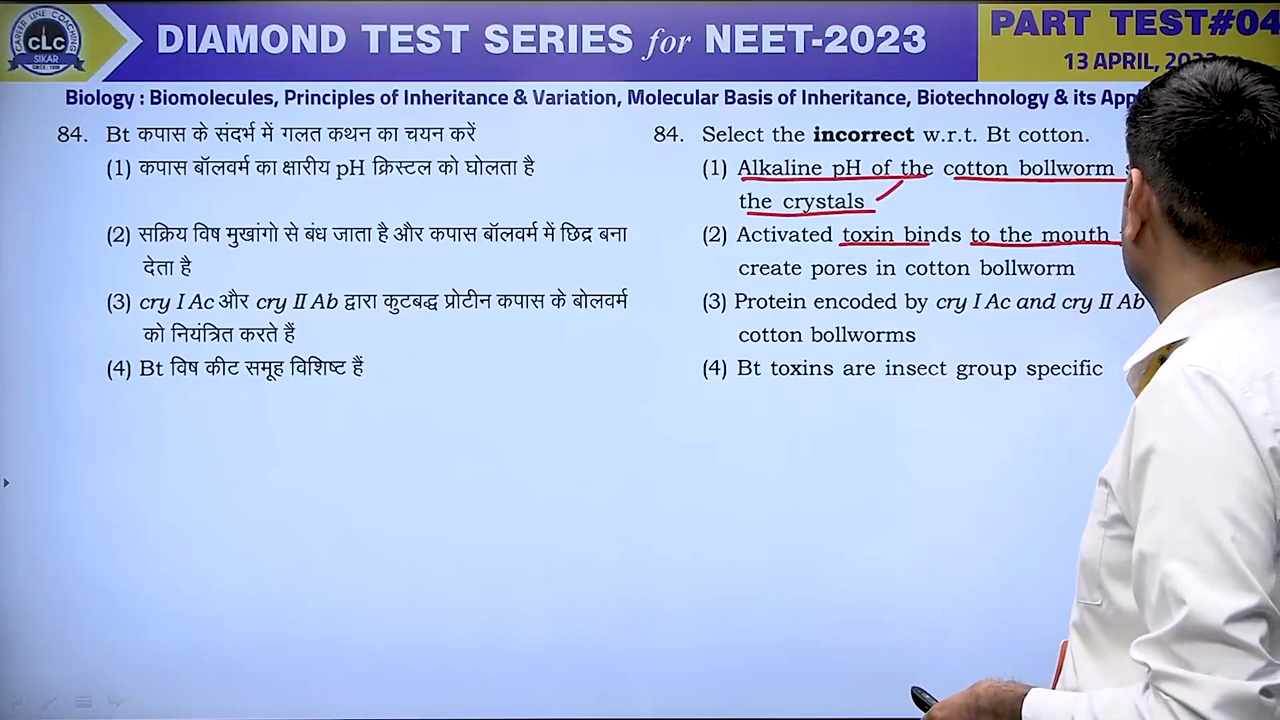 CAREER LINE COACHING
CLC
SIKAR
DIAMOND TEST SERIES for NEET-2023
PART TEST#04
13 APRIL,
Biology : Biomolecules, Principles of Inheritance & Variation, Molecular Basis of Inheritance, Biotechnology & its
84. Bt कपास के संदर्भ में गलत कथन का चयन करें
(1) कपास बॉलवर्म का क्षारीय pH क्रिस्टल को घोलता है
(2) सक्रिय विष मुखांगो से बंध जाता है और कपास बॉलवर्म में छिद्र बना
देता है
(3) cry I Ac और cry II Ab द्वारा कुटबद्ध प्रोटीन कपास के बोलवर्म
को नियंत्रित करते हैं
(4) Bt विष कीट समूह विशिष्ट हैं
84. Select the incorrect w.r.t. Bt cotton.
(1) Alkaline pH of the cotton bollworm
the crystals
(2) Activated toxin binds to the mouth
create pores in cotton bollworm
(3) Protein encoded by cry I Ac and cry II Ab
cotton bollworms
(4) Bt toxins are insect group specific